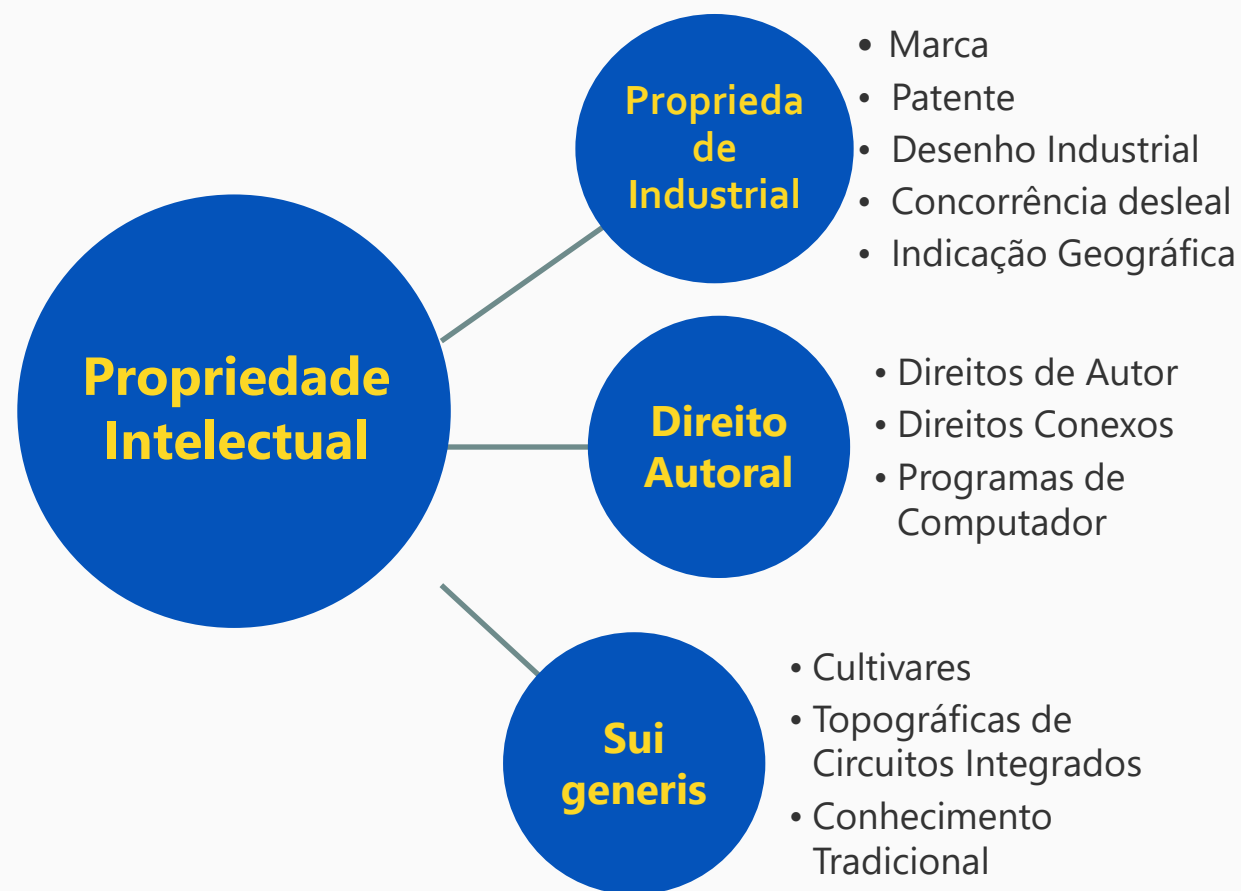 Propriedade
Intelectual
Proprieda
de
Industrial
• Marca
• Patente
• Desenho Industrial
• Concorrência desleal
• Indicação Geográfica
Direito
Autoral
• Direitos de Autor
• Direitos Conexos
• Programas de
Computador
Sui
generis
• Cultivares
• Topográficas de
Circuitos Integrados
• Conhecimento
Tradicional